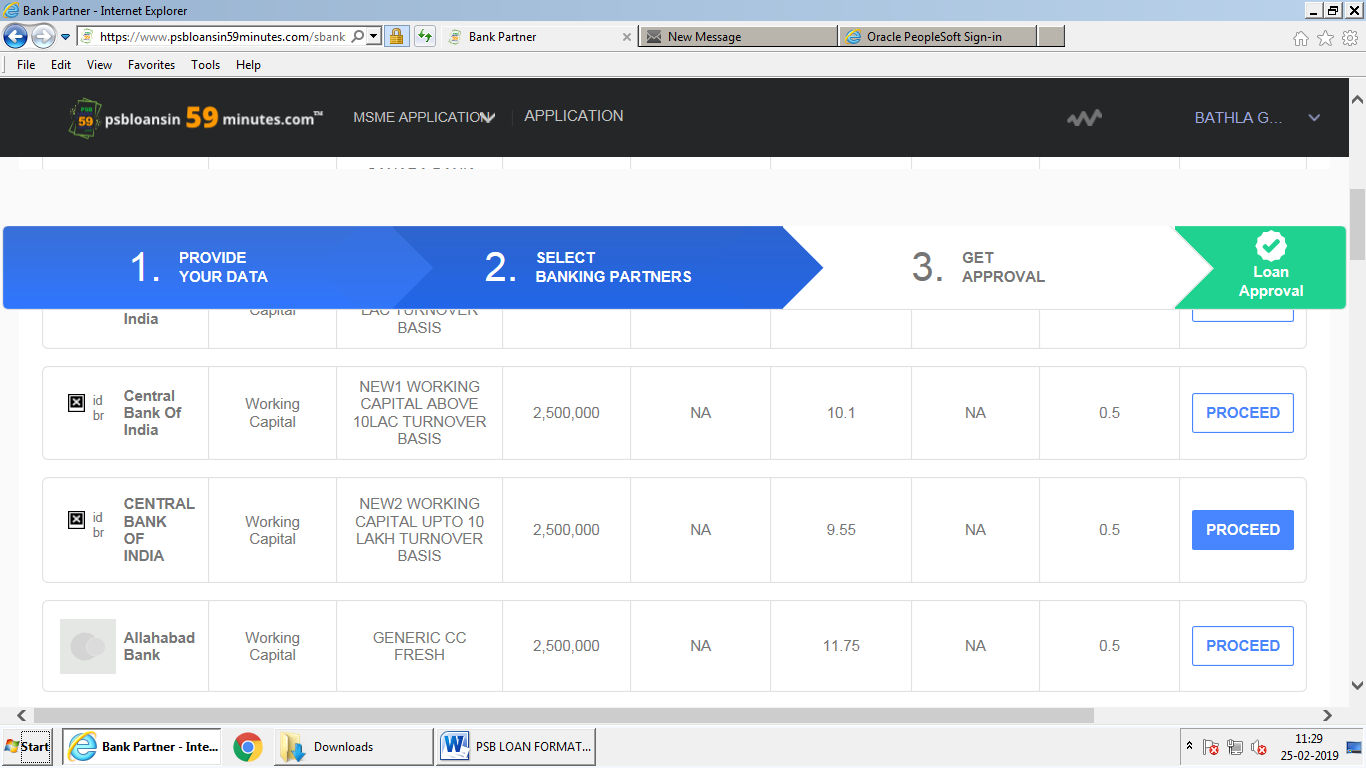 Bank Partner - Internet Explorer
https://www.psbloansin59minutes.com/sbank
Bank Partner
New Message
Oracle PeopleSoft Sign-in
File Edit View Favorites Tools Help
PSB
59
psbloansin 59 minutes.com™
MSME APPLICATION
APPLICATION
BATHLA G...
1. PROVIDE
YOUR DATA
2. SELECT
BANKING PARTNERS
3. GET
APPROVAL
Loan
Approval
India
Capital
LAC TURNOVER
BASIS
id
br
Central
Bank Of
India
Working
Capital
NEW1 WORKING
CAPITAL ABOVE
10LAC TURNOVER
BASIS
2,500,000
NA
10.1
NA
0.5
PROCEED
id
br
CENTRAL
BANK
OF
INDIA
Working
Capital
NEW2 WORKING
CAPITAL UPTO 10
LAKH TURNOVER
BASIS
2,500,000
NA
9.55
NA
0.5
PROCEED
Allahabad
Bank
Working
Capital
GENERIC CC
FRESH
2,500,000
NA
11.75
NA
0.5
PROCEED
Start
Bank Partner - Inte...
Downloads
PSB LOAN FORMAT...
11:29
25-02-2019